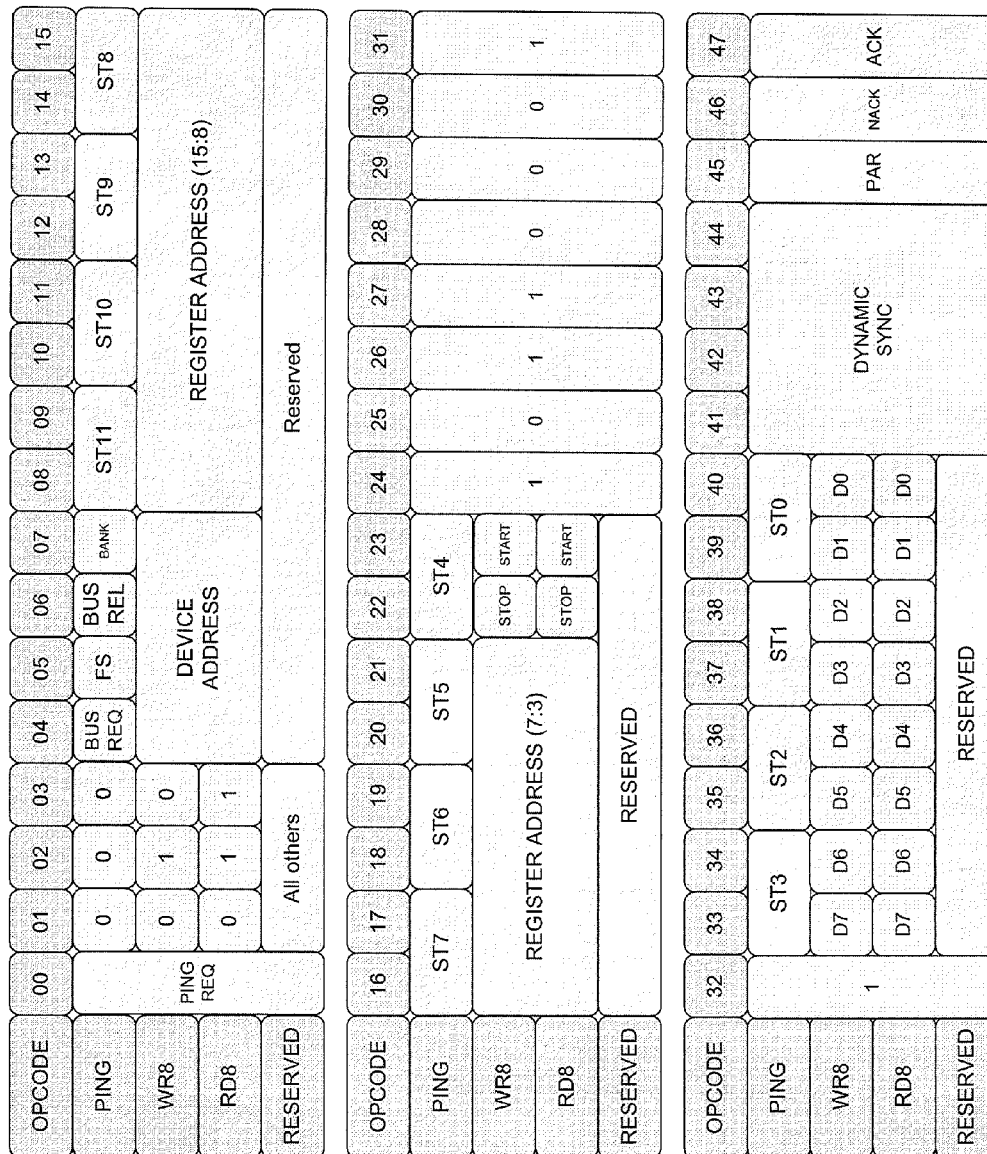 OPCODE 00 01 02 03 04 05 06 07 08 09 10 11 12 13 14 15
PING PING REQ 0 0 0 BUS REQ FS BUS REL BANK ST11 ST10 ST9 ST8
WR8 0 1 0 DEVICE ADDRESS REGISTER ADDRESS (15:8)
RD8 0 1 1
RESERVED All others Reserved
OPCODE 16 17 18 19 20 21 22 23 24 25 26 27 28 29 30 31
PING ST7 ST6 ST5 ST4 1 0 1 1 0 0 0 1
WR8 REGISTER ADDRESS (7:3) STOP START
RD8 STOP START
RESERVED RESERVED
OPCODE 32 33 34 35 36 37 38 39 40 41 42 43 44 45 46 47
PING 1 ST3 ST2 ST1 ST0 DYNAMIC SYNC PAR NACK ACK
WR8 D7 D6 D5 D4 D3 D2 D1 D0
RD8 D7 D6 D5 D4 D3 D2 D1 D0
RESERVED RESERVED